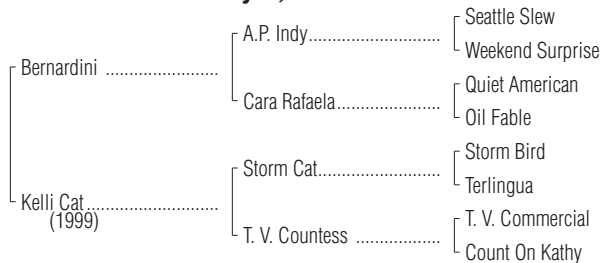 Seattle Slew
A.P. Indy
Weekend Surprise
Bernardini
Quiet American
Cara Rafaela
Oil Fable
Storm Bird
Storm Cat
Terlingua
Kelli Cat
(1999)
T. V. Commercial
T. V. Countess
Count On Kathy